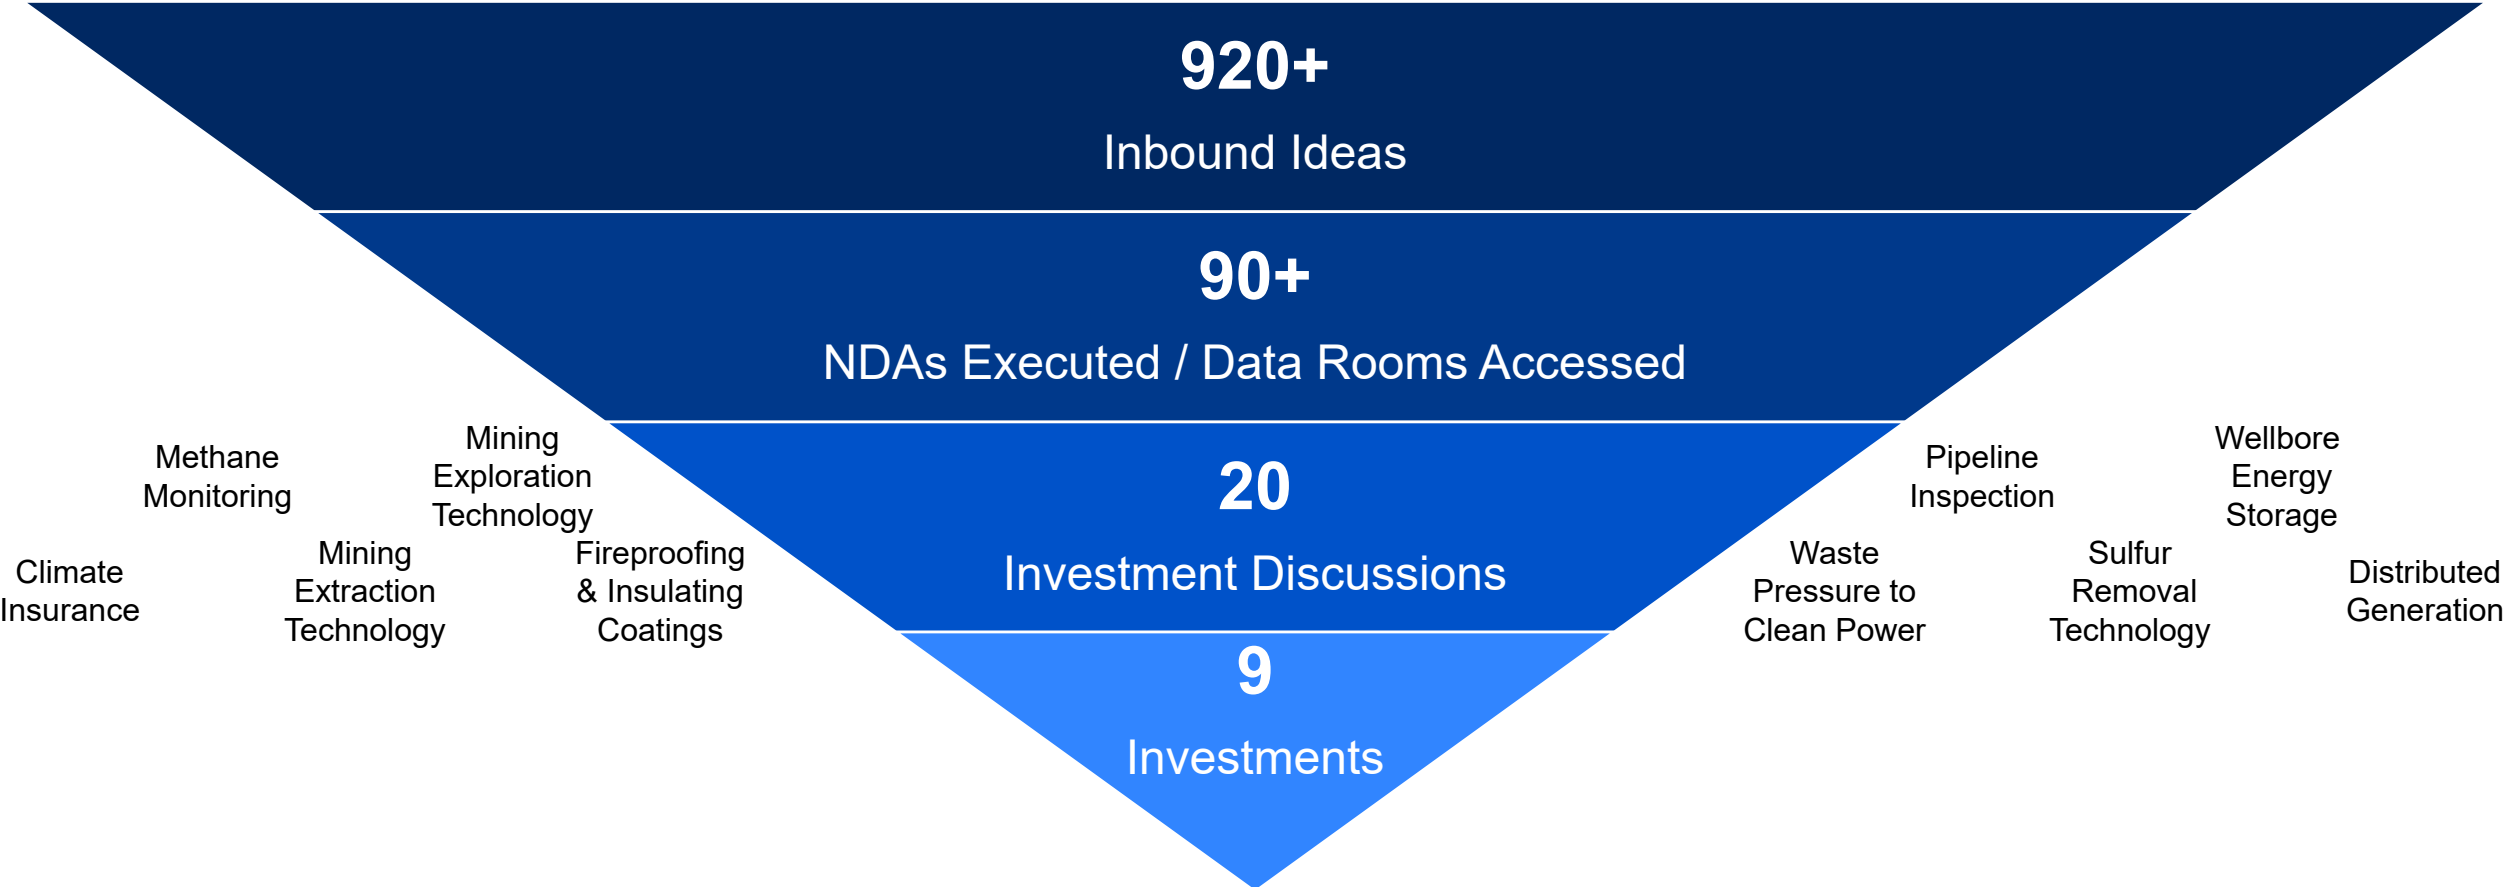 920+
Inbound Ideas
90+
NDAs Executed / Data Rooms Accessed
Methane
Monitoring
Mining
Exploration
Technology
Climate
Insurance
Mining
Extraction
Technology
Fireproofing
& Insulating
Coatings
20
Investment Discussions
Pipeline
Inspection
Wellbore
Energy
Storage
Waste
Pressure to
Clean Power
Sulfur
Removal
Technology
Distributed
Generation
9
Investments